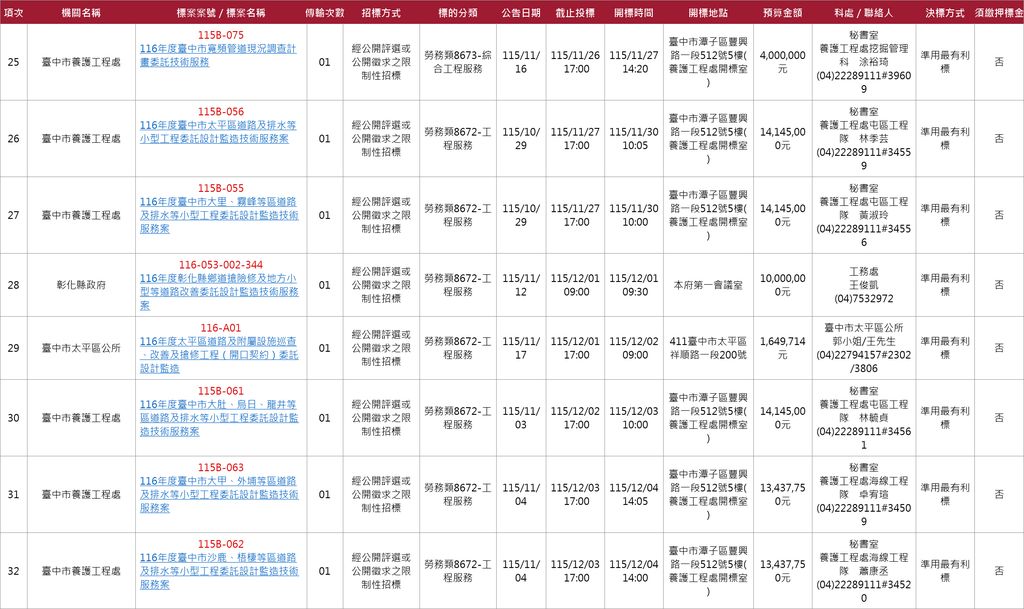 項次 機關名稱 標案案號 / 標案名稱 傳輸次數 招標方式 標的分類 公告日期 截止投標 開標時間 開標地點 預算金額 科處 / 聯絡人 決標方式 須繳押標金
25
臺中市養護工程處
115B-075
116年度臺中市寬頻管道現況調查計
畫委託技術服務
01
經公開評選或
公開徵求之限
制性招標
勞務類8673-綜
合工程服務
115/11/
16
115/11/26
17:00
115/11/27
14:20
臺中市潭子區豐興
路一段512號5樓(
養護工程處開標室
)
4,000,000
元
秘書室
養護工程處挖掘管理
科 涂裕琦
(04)22289111#3960
9
準用最有利
標
否
26
臺中市養護工程處
115B-056
116年度臺中市太平區道路及排水等
小型工程委託設計監造技術服務案
01
經公開評選或
公開徵求之限
制性招標
勞務類8672-工
程服務
115/10/
29
115/11/27
17:00
115/11/30
10:05
臺中市潭子區豐興
路一段512號5樓(
養護工程處開標室
)
14,145,00
0元
秘書室
養護工程處屯區工程
隊 林季芸
(04)22289111#3455
9
準用最有利
標
否
27
臺中市養護工程處
115B-055
116年度臺中市大里、霧峰等區道路
及排水等小型工程委託設計監造技術
服務案
01
經公開評選或
公開徵求之限
制性招標
勞務類8672-工
程服務
115/10/
29
115/11/27
17:00
115/11/30
10:00
臺中市潭子區豐興
路一段512號5樓(
養護工程處開標室
)
14,145,00
0元
秘書室
養護工程處屯區工程
隊 黃淑玲
(04)22289111#3455
6
準用最有利
標
否
28
彰化縣政府
116-053-002-344
116年度彰化縣鄉道搶險修及地方小
型等道路改善委託設計監造技術服務
案
01
經公開評選或
公開徵求之限
制性招標
勞務類8672-工
程服務
115/11/
12
115/12/01
09:00
115/12/01
09:30
本府第一會議室
10,000,00
0元
工務處
王俊凱
(04)7532972
準用最有利
標
否
29
臺中市太平區公所
116-A01
116年度太平區道路及附屬設施巡查
、改善及搶修工程（開口契約）委託
設計監造
01
經公開評選或
公開徵求之限
制性招標
勞務類8672-工
程服務
115/11/
17
115/12/01
17:00
115/12/02
09:00
411臺中市太平區
祥順路一段200號
1,649,714
元
臺中市太平區公所
郭小姐/王先生
(04)22794157#2302
/3806
準用最有利
標
否
30
臺中市養護工程處
115B-061
116年度臺中市大肚、烏日、龍井等
區道路及排水等小型工程委託設計監
造技術服務案
01
經公開評選或
公開徵求之限
制性招標
勞務類8672-工
程服務
115/11/
03
115/12/02
17:00
115/12/03
10:00
臺中市潭子區豐興
路一段512號5樓(
養護工程處開標室
)
14,145,00
0元
秘書室
養護工程處屯區工程
隊 林毓貞
(04)22289111#3456
1
準用最有利
標
否
31
臺中市養護工程處
115B-063
116年度臺中市大甲、外埔等區道路
及排水等小型工程委託設計監造技術
服務案
01
經公開評選或
公開徵求之限
制性招標
勞務類8672-工
程服務
115/11/
04
115/12/03
17:00
115/12/04
14:05
臺中市潭子區豐興
路一段512號5樓(
養護工程處開標室
)
13,437,75
0元
秘書室
養護工程處海線工程
隊 卓宥瑄
(04)22289111#3450
9
準用最有利
標
否
32
臺中市養護工程處
115B-062
116年度臺中市沙鹿、梧棲等區道路
及排水等小型工程委託設計監造技術
服務案
01
經公開評選或
公開徵求之限
制性招標
勞務類8672-工
程服務
115/11/
04
115/12/03
17:00
115/12/04
14:00
臺中市潭子區豐興
路一段512號5樓(
養護工程處開標室
)
13,437,75
0元
秘書室
養護工程處海線工程
隊 蕭康丞
(04)22289111#3452
0
準用最有利
標
否